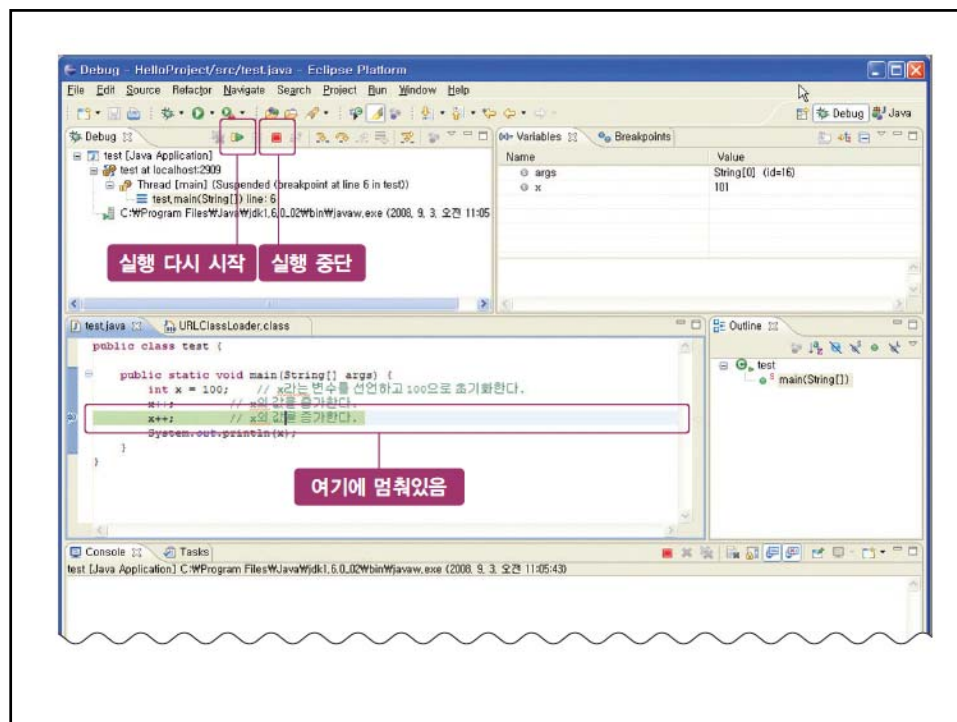 Debug - HelloProject/src/test.java - Eclipse Platform
File Edit Source Refactor Navigate Search Project Run Window Help
Debug Java
Debug
test [Java Application]
test at localhost:2909
Thread [main] (Suspended (breakpoint at line 6 in test))
test.main(String[]) line: 6
C:₩Program Files₩Java₩jdk1.6.0_02₩bin₩javaw.exe (2008. 9. 3. 오전 11:05
실행 다시 시작 실행 중단
(x)= Variables Breakpoints
Name Value
args String[0] (id=16)
x 101
test.java URLClassLoader.class
public class test {
public static void main(String[] args) {
int x = 100; // x라는 변수를 선언하고 100으로 초기화한다.
x++; // x의 값을 증가한다.
x++; // x의 값을 증가한다.
System.out.println(x);
}
}
여기에 멈춰있음
Outline
test
main(String[])
Console Tasks
test [Java Application] C:₩Program Files₩Java₩jdk1.6.0_02₩bin₩javaw.exe (2008. 9. 3. 오전 11:05:43)